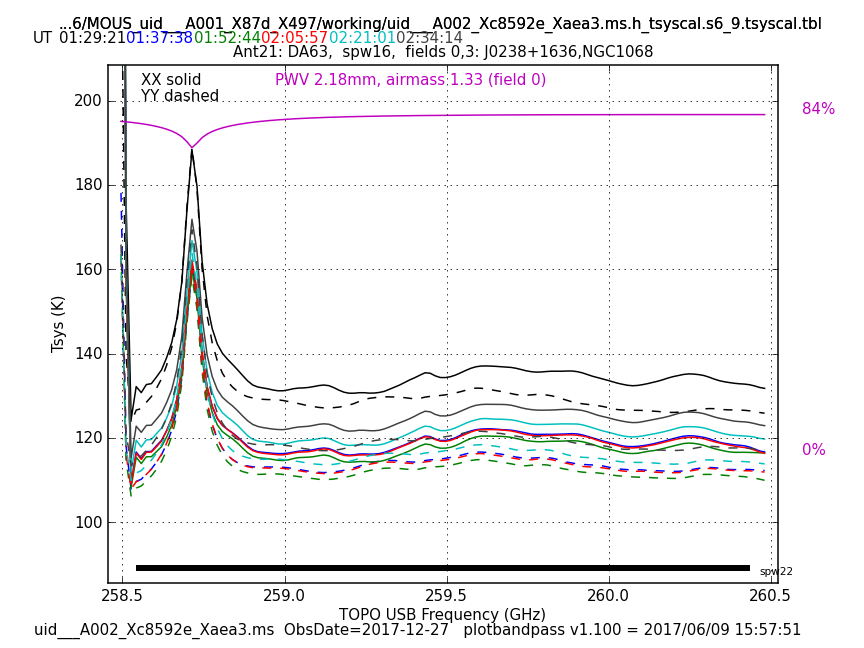 ...6/MOUS_uid___A001_X87d_X497/working/uid___A002_Xc8592e_Xaea3.ms.h_tsyscal.s6_9.tsyscal.tbl
UT 01:29:21 01:37:38 01:52:44 02:05:57 02:21:01 02:34:14
Ant21: DA63, spw16, fields 0,3: J0238+1636,NGC1068
XX solid
PWV 2.18mm, airmass 1.33 (field 0)
YY dashed
84%
0%
200
180
160
140
120
100
Tsys (K)
spw22
258.5 259.0 259.5 260.0 260.5
TOPO USB Frequency (GHz)
uid___A002_Xc8592e_Xaea3.ms ObsDate=2017-12-27 plotbandpass v1.100 = 2017/06/09 15:57:51